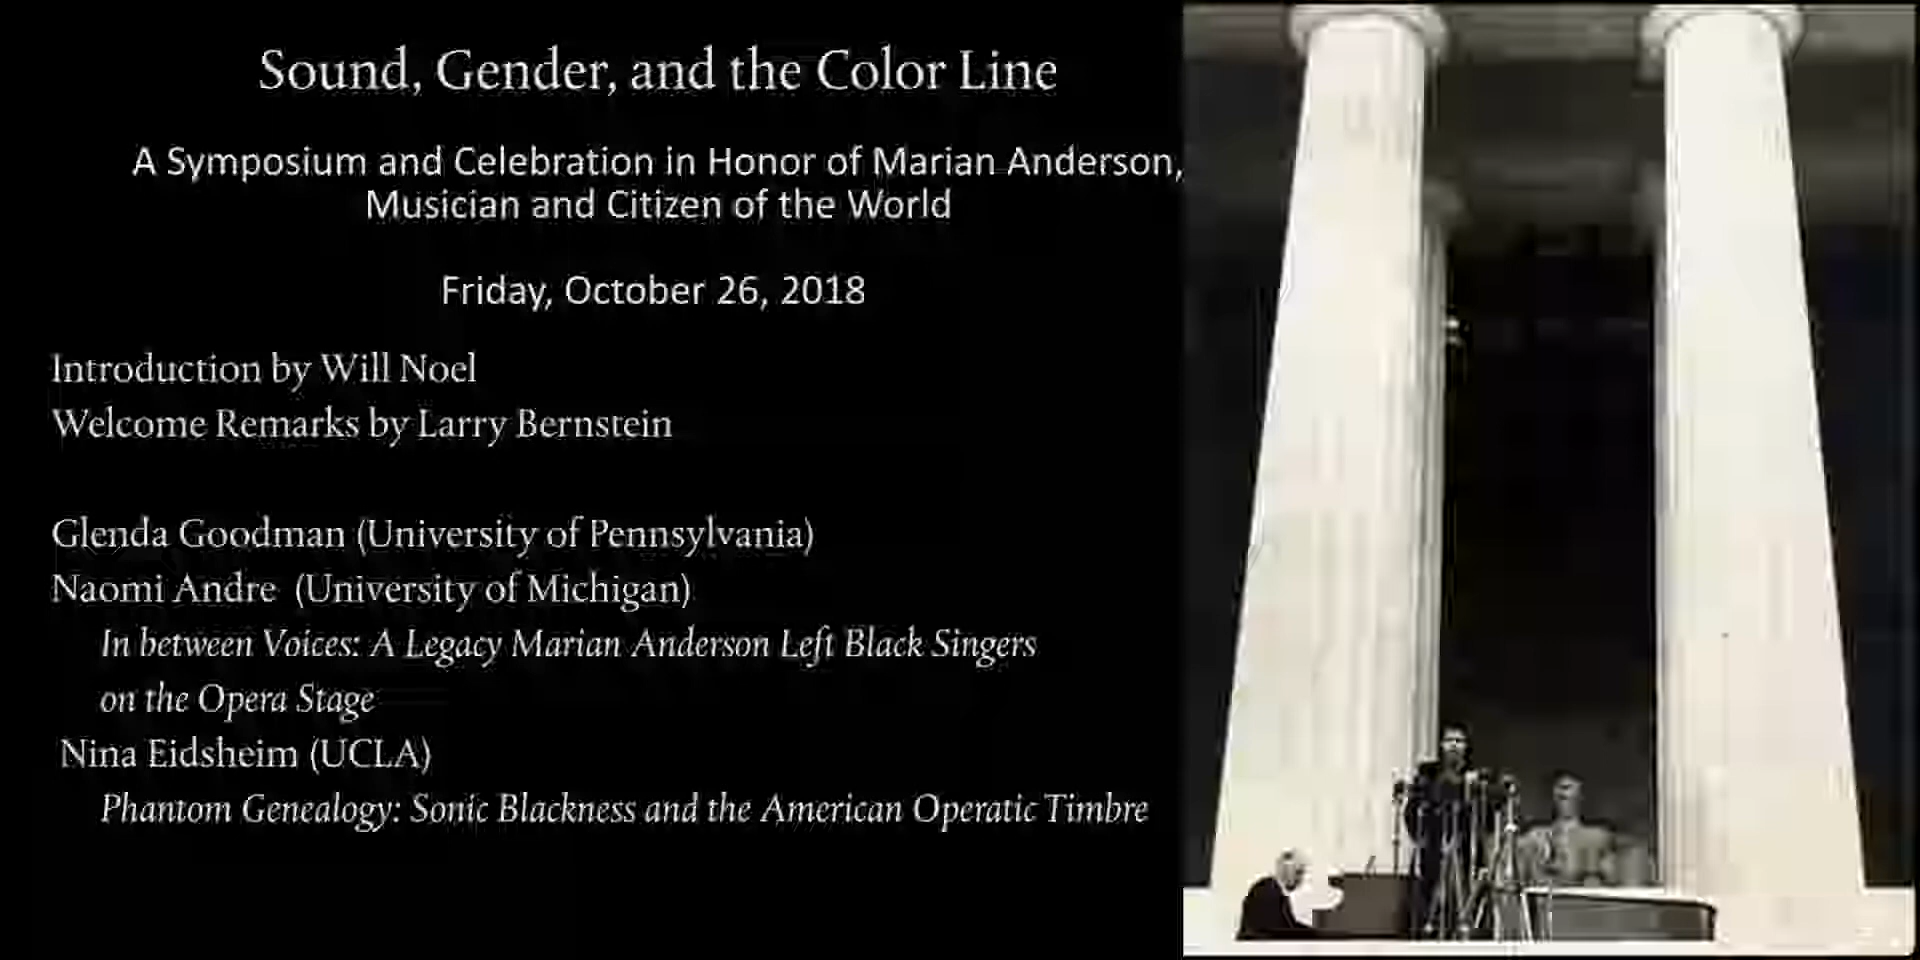 Sound, Gender, and the Color Line
A Symposium and Celebration in Honor of Marian Anderson,
Musician and Citizen of the World
Friday, October 26, 2018
Introduction by Will Noel
Welcome Remarks by Larry Bernstein
Glenda Goodman (University of Pennsylvania)
Naomi Andre (University of Michigan)
In between Voices: A Legacy Marian Anderson Left Black Singers
on the Opera Stage
Nina Eidsheim (UCLA)
Phantom Genealogy: Sonic Blackness and the American Operatic Timbre